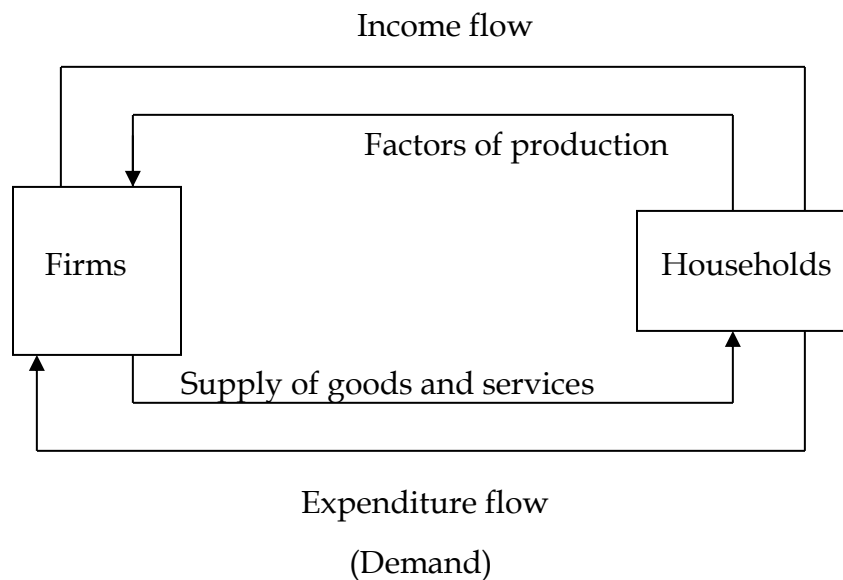 Income flow
Factors of production
Firms
Households
Supply of goods and services
Expenditure flow
(Demand)